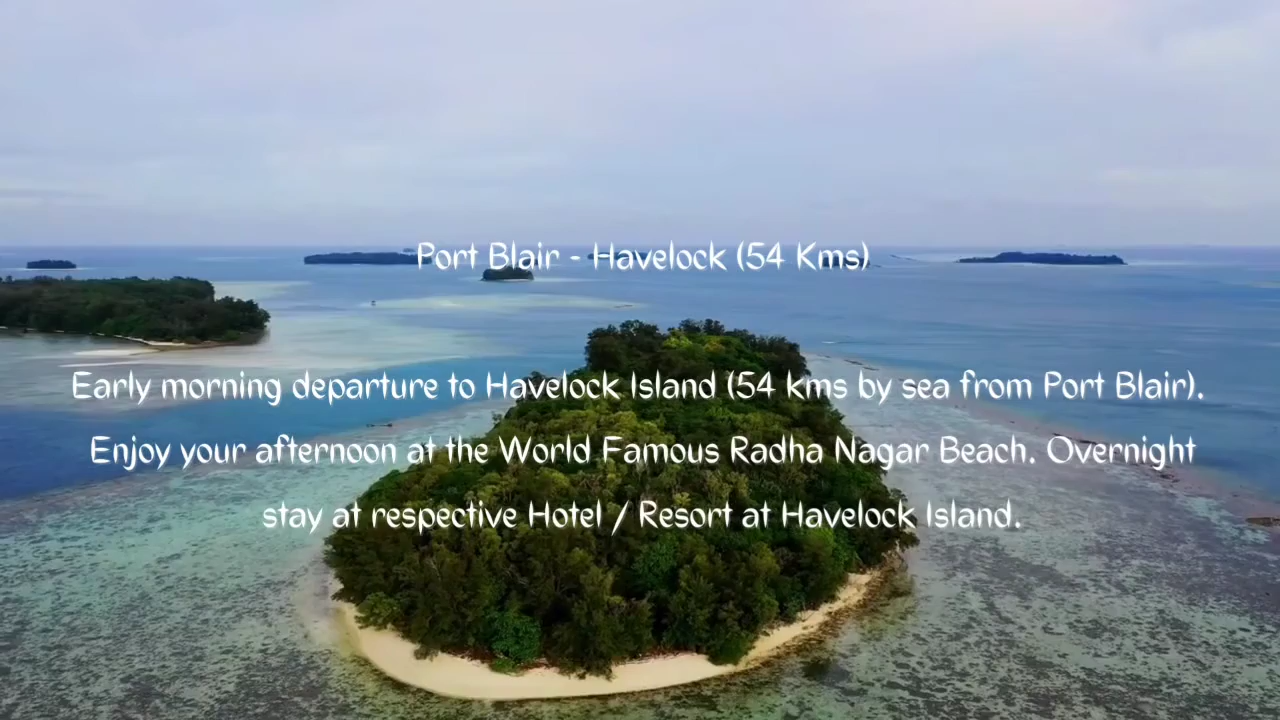 Port Blair - Havelock (54 Kms)
Early morning departure to Havelock Island (54 kms by sea from Port Blair).
Enjoy your afternoon at the World Famous Radha Nagar Beach. Overnight
stay at respective Hotel / Resort at Havelock Island.